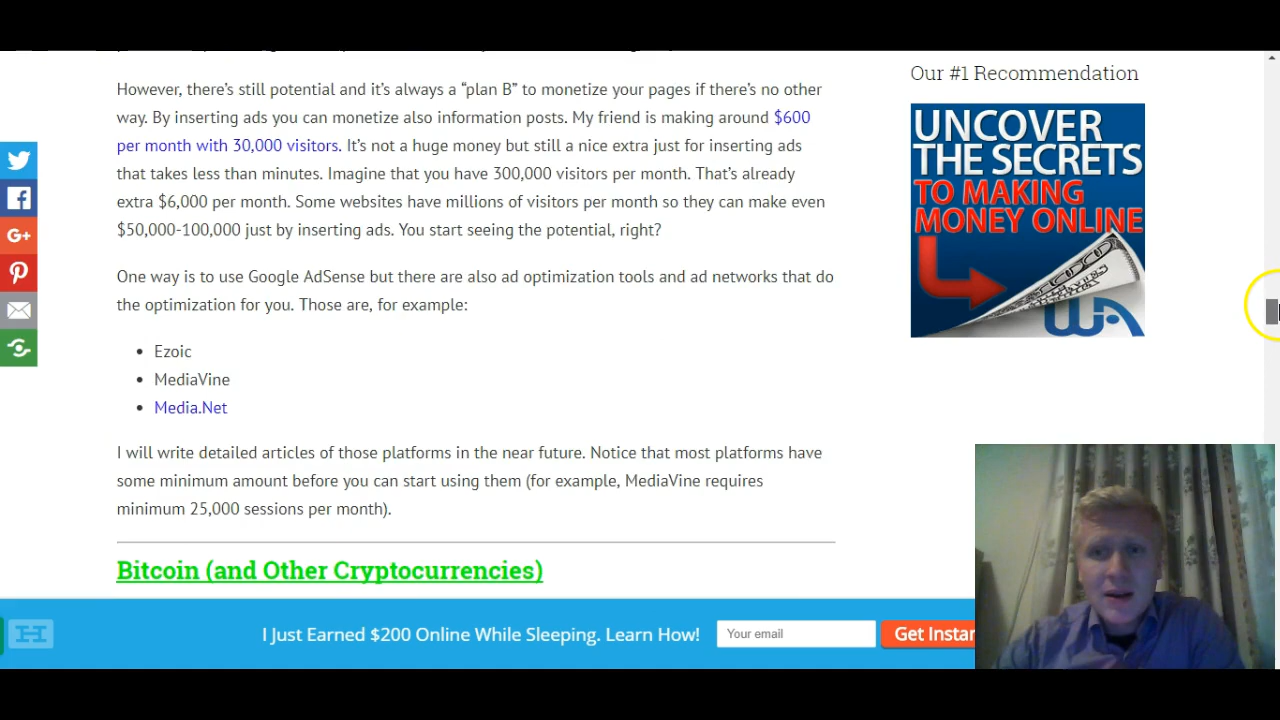 However, there's still potential and it's always a “plan B” to monetize your pages if there's no other
way. By inserting ads you can monetize also information posts. My friend is making around $600
per month with 30,000 visitors. It's not a huge money but still a nice extra just for inserting ads
that takes less than minutes. Imagine that you have 300,000 visitors per month. That's already
extra $6,000 per month. Some websites have millions of visitors per month so they can make even
$50,000-100,000 just by inserting ads. You start seeing the potential, right?
One way is to use Google AdSense but there are also ad optimization tools and ad networks that do
the optimization for you. Those are, for example:
• Ezoic
• MediaVine
• Media.Net
I will write detailed articles of those platforms in the near future. Notice that most platforms have
some minimum amount before you can start using them (for example, MediaVine requires
minimum 25,000 sessions per month).
Bitcoin (and Other Cryptocurrencies)
Our #1 Recommendation
UNCOVER
THE SECRETS
TO MAKING
MONEY ONLINE
WA
G+
I Just Earned $200 Online While Sleeping. Learn How!
Your email
Get Instan